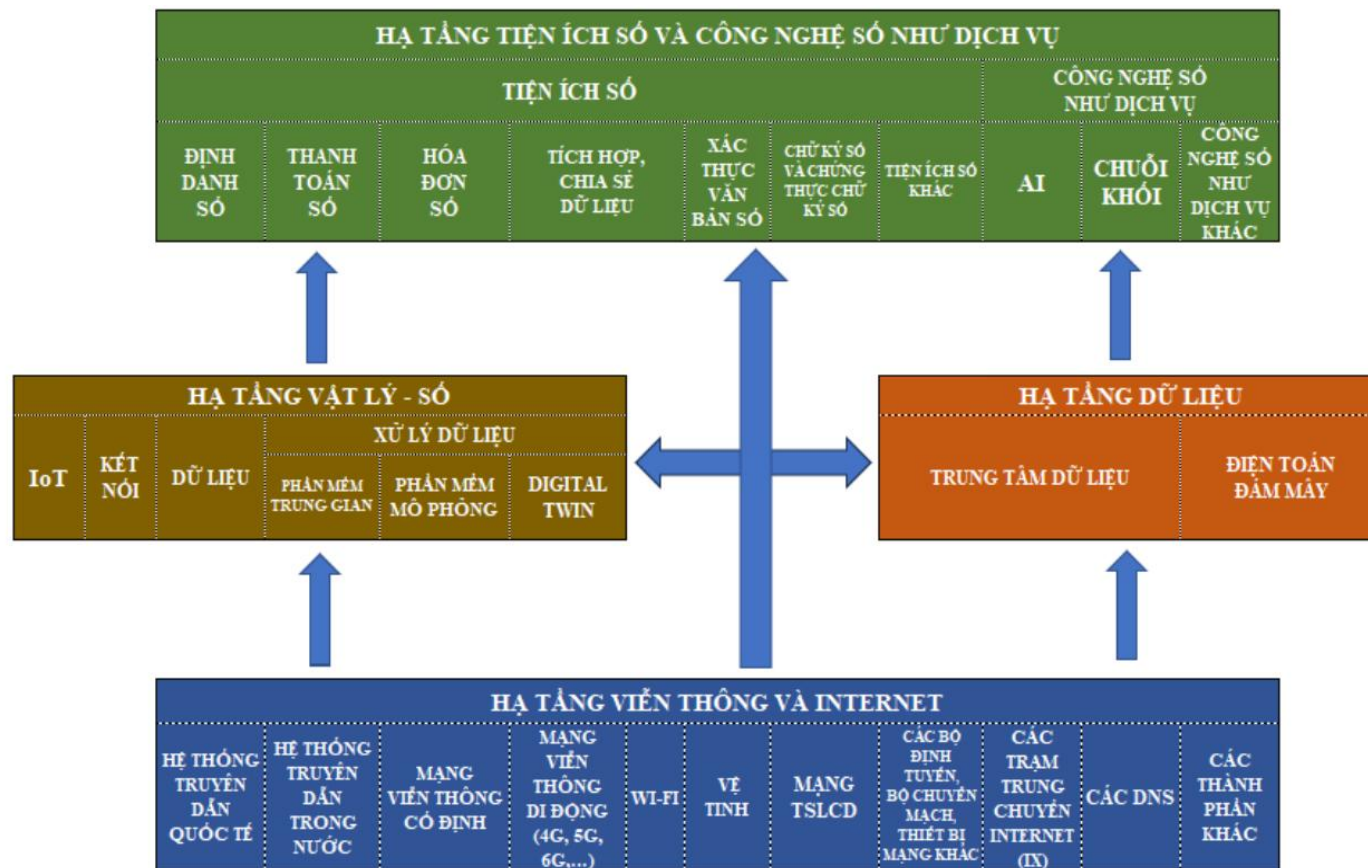 HẠ TẦNG TIỆN ÍCH SỐ VÀ CÔNG NGHỆ SỐ NHƯ DỊCH VỤ
TIỆN ÍCH SỐ
CÔNG NGHỆ SỐ
NHƯ DỊCH VỤ
ĐỊNH
DANH
SỐ
THANH
TOÁN
SỐ
HÓA
ĐƠN
SỐ
TÍCH HỢP,
CHIA SẺ
DỮ LIỆU
XÁC
THỰC
VĂN
BẢN SỐ
CHỮ KÝ SỐ
VÀ CHỨNG
THỰC CHỮ
KÝ SỐ
TIỆN ÍCH SỐ
KHÁC
AI
CHUỖI
KHỐI
CÔNG
NGHỆ SỐ
NHƯ
DỊCH VỤ
KHÁC
HẠ TẦNG VẬT LÝ - SỐ
IoT
KẾT
NỐI
DỮ LIỆU
XỬ LÝ DỮ LIỆU
PHẦN MỀM
TRUNG GIAN
PHẦN MỀM
MÔ PHỎNG
DIGITAL
TWIN
HẠ TẦNG DỮ LIỆU
TRUNG TÂM DỮ LIỆU
ĐIỆN TOÁN
ĐÁM MÂY
HẠ TẦNG VIỄN THÔNG VÀ INTERNET
HỆ THỐNG
TRUYỀN
DẪN
QUỐC TẾ
HỆ THỐNG
TRUYỀN
DẪN
TRONG
NƯỚC
MẠNG
VIỄN THÔNG
CỐ ĐỊNH
MẠNG
VIỄN
THÔNG
DI ĐỘNG
(4G, 5G,
6G,...)
WI-FI
VỆ
TINH
MẠNG
TSLCD
CÁC BỘ
ĐỊNH
TUYẾN,
BỘ CHUYỂN
MẠCH,
THIẾT BỊ
MẠNG KHÁC
CÁC
TRẠM
TRUNG
CHUYỂN
INTERNET
(IX)
CÁC DNS
CÁC
THÀNH
PHẦN
KHÁC